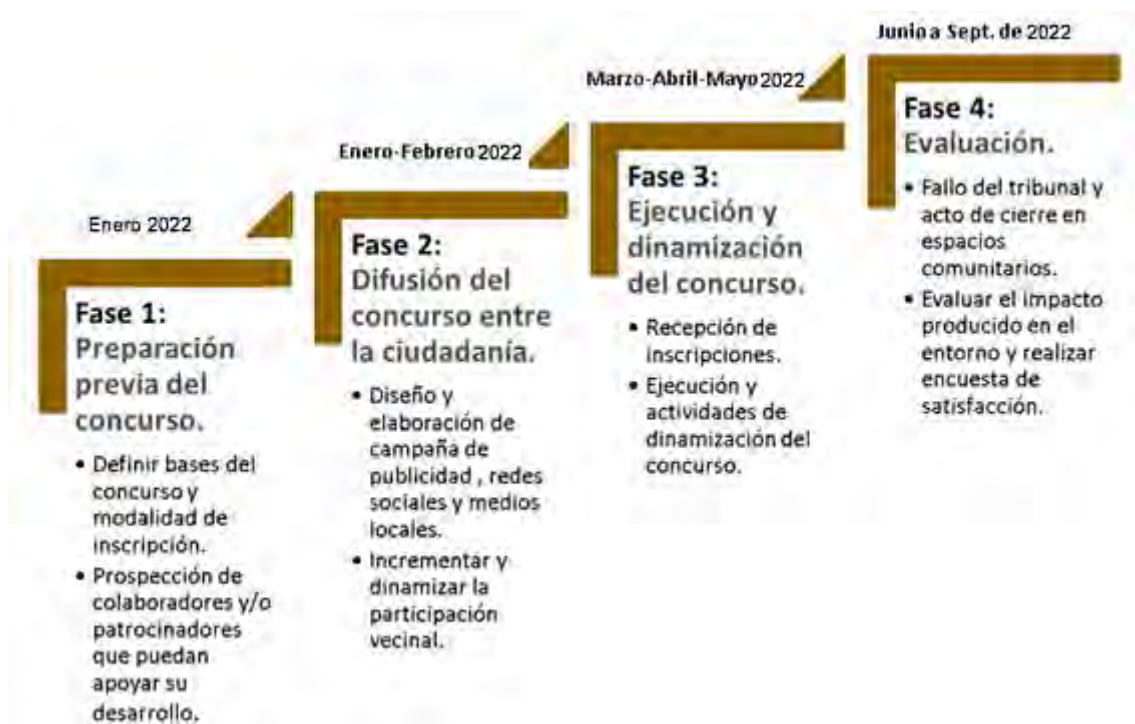 Enero 2022
Fase 1:
Preparación
previa del
concurso.
• Definir bases del
concurso y
modalidad de
inscripción.
• Prospección de
colaboradores y/o
patrocinadores
que puedan
apoyar su
desarrollo.
Enero-Febrero 2022
Fase 2:
Difusión del
concurso entre
la ciudadanía.
• Diseño y
elaboración de
campaña de
publicidad , redes
sociales y medios
locales.
• Incrementar y
dinamizar la
participación
vecinal.
Marzo-Abril-Mayo 2022
Fase 3:
Ejecución y
dinamización
del concurso.
• Recepción de
inscripciones.
• Ejecución y
actividades de
dinamización del
concurso.
Junio a Sept. de 2022
Fase 4:
Evaluación.
• Fallo del tribunal y
acto de cierre en
espacios
comunitarios.
• Evaluar el impacto
producido en el
entorno y realizar
encuesta de
satisfacción.